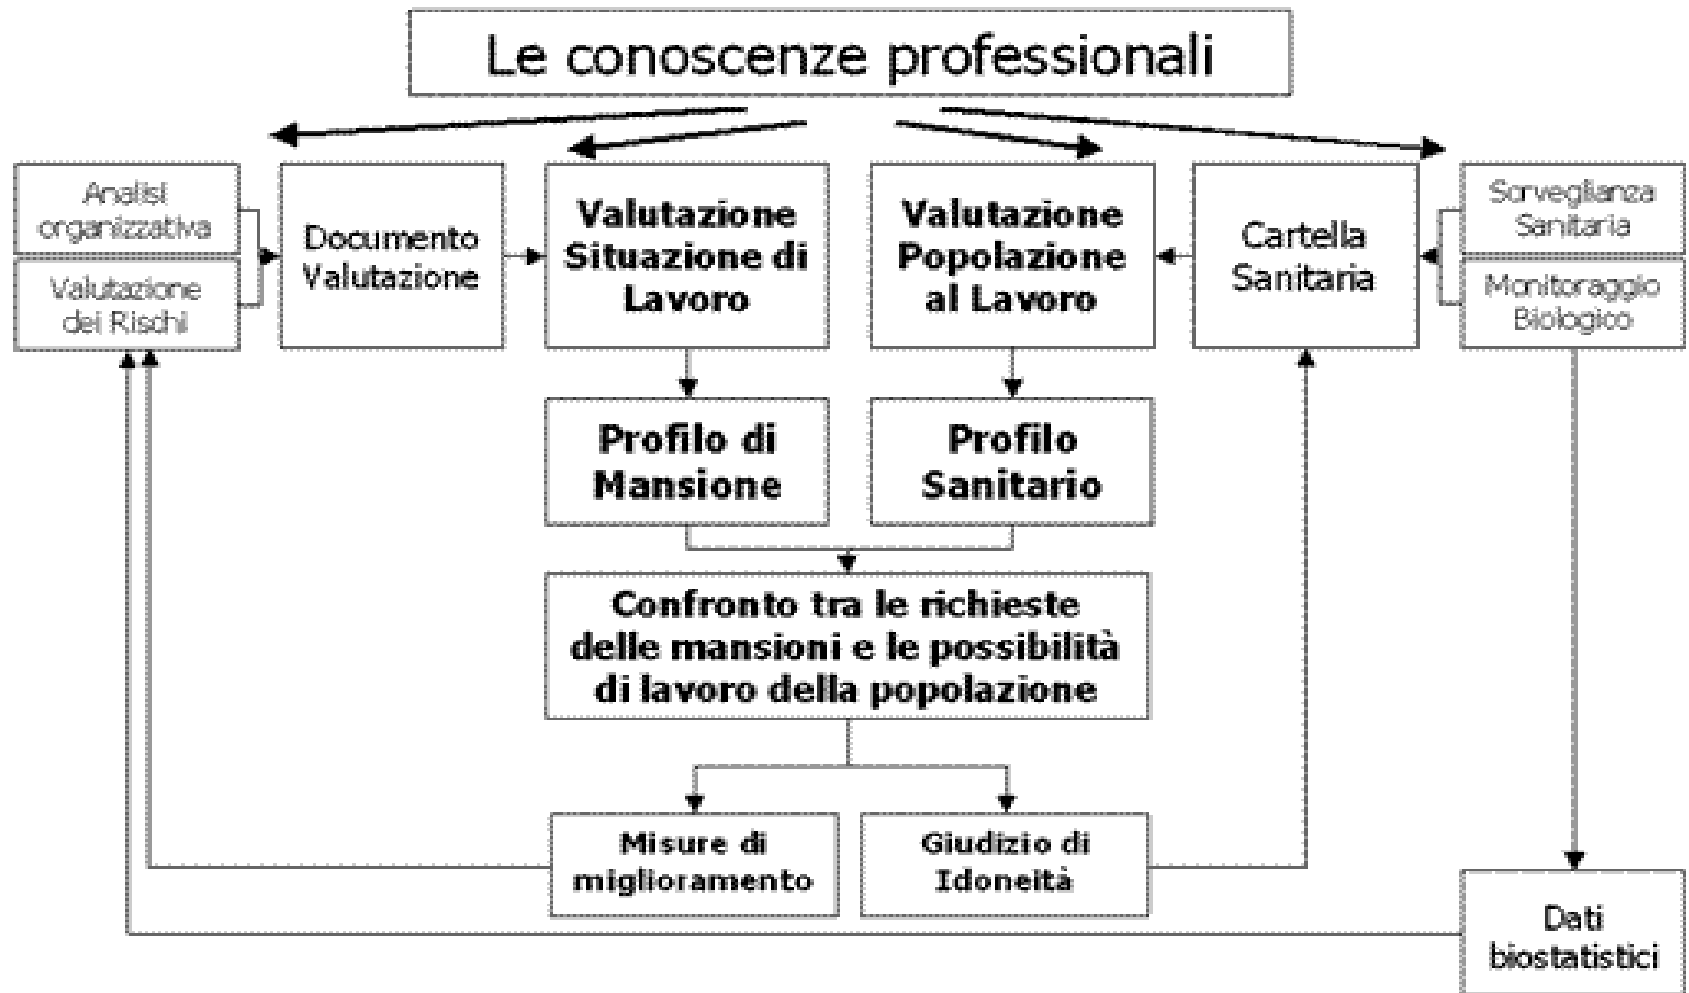 Le conoscenze professionali
Analisi
organizzativa
Valutazione
dei Rischi
Documento
Valutazione
Valutazione
Situazione di
Lavoro
Valutazione
Popolazione
al Lavoro
Cartella
Sanitaria
Sorveglianza
Sanitaria
Monitoraggio
Biologico
Profilo di
Mansione
Profilo
Sanitario
Confronto tra le richieste
delle mansioni e le possibilità
di lavoro della popolazione
Misure di
miglioramento
Giudizio di
Idoneità
Dati
biostatistici